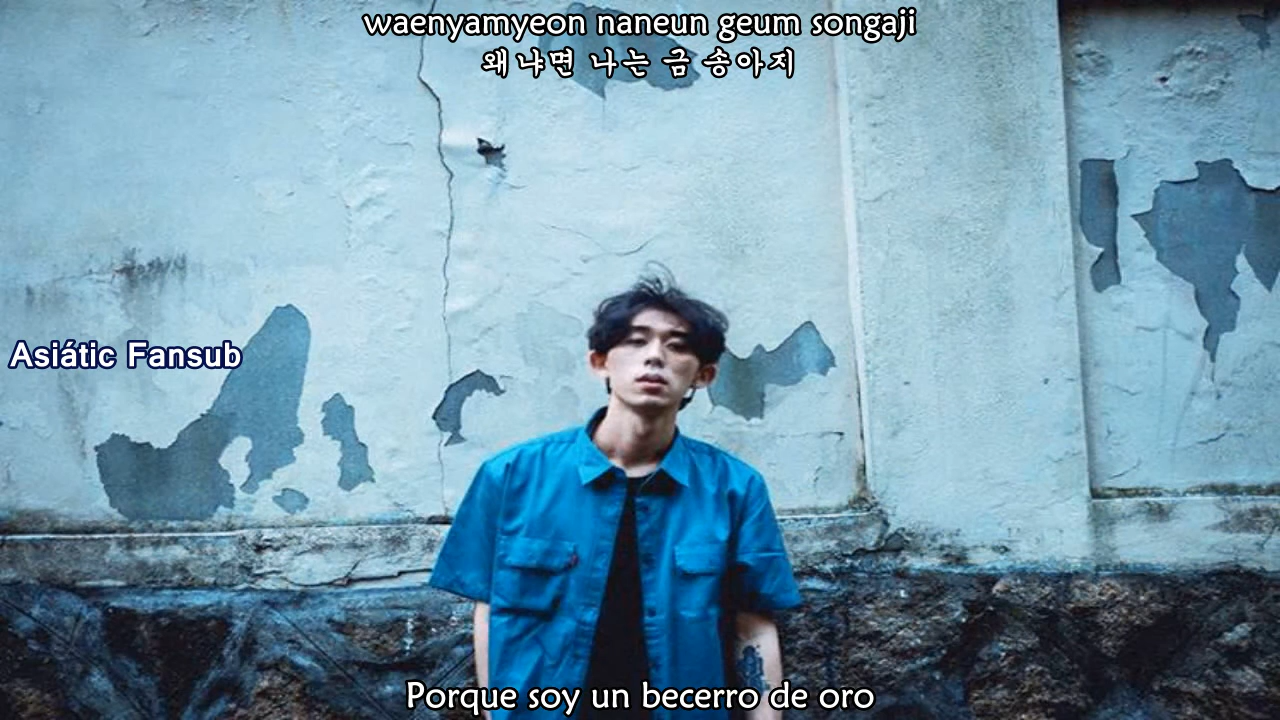 waenyamyeon naneun geum songaji
왜냐면 나는 금 송아지
Asiátic Fansub
Porque soy un becerro de oro